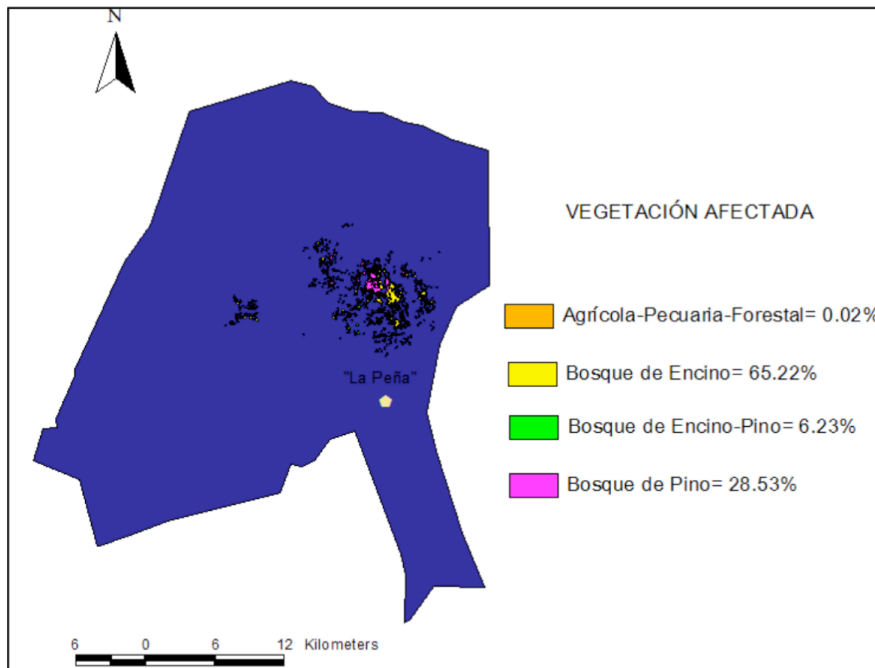 N
VEGETACIÓN AFECTADA
Agrícola-Pecuaria-Forestal= 0.02%
Bosque de Encino= 65.22%
"La Peña"
Bosque de Encino-Pino= 6.23%
Bosque de Pino= 28.53%
6 0 6 12 Kilometers